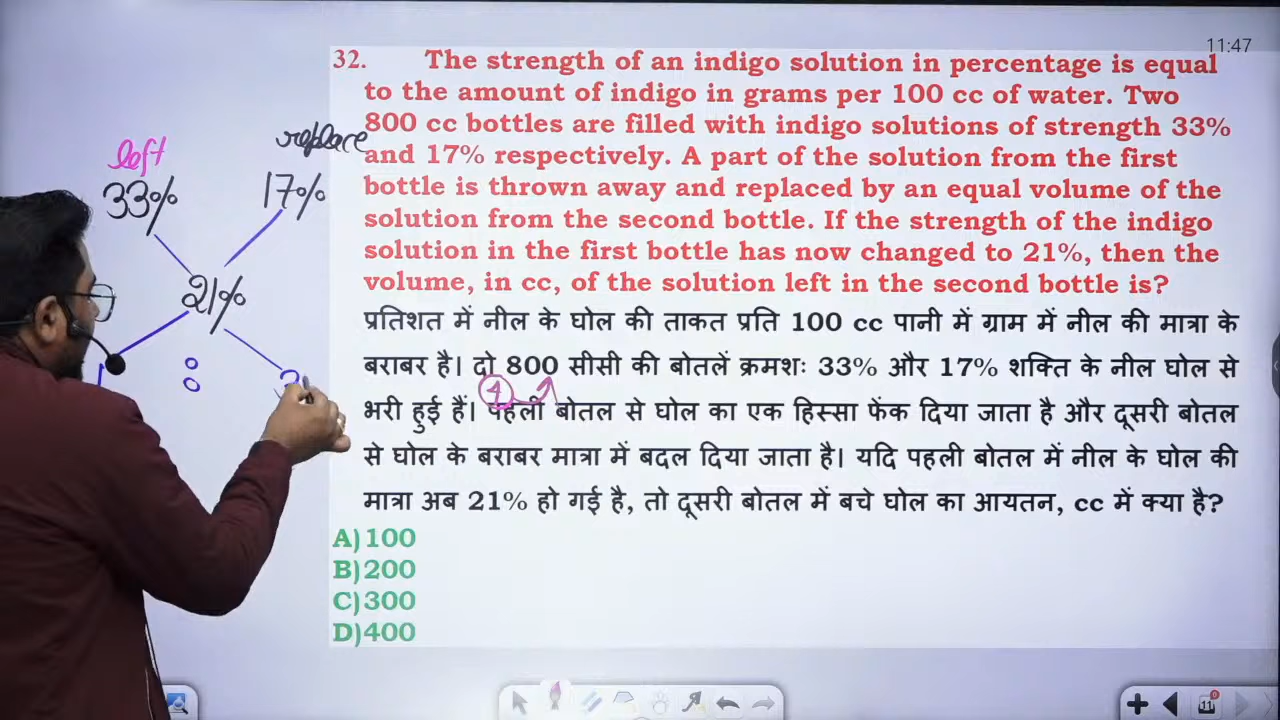 11:47
32. The strength of an indigo solution in percentage is equal
to the amount of indigo in grams per 100 cc of water. Two
800 cc bottles are filled with indigo solutions of strength 33%
and 17% respectively. A part of the solution from the first
bottle is thrown away and replaced by an equal volume of the
solution from the second bottle. If the strength of the indigo
solution in the first bottle has now changed to 21%, then the
volume, in cc, of the solution left in the second bottle is?
प्रतिशत में नील के घोल की ताकत प्रति 100 cc पानी में ग्राम में नील की मात्रा के
बराबर है। दो 800 सीसी की बोतलें क्रमशः 33% और 17% शक्ति के नील घोल से
भरी हुई हैं। पहली बोतल से घोल का एक हिस्सा फेंक दिया जाता है और दूसरी बोतल
से घोल के बराबर मात्रा में बदल दिया जाता है। यदि पहली बोतल में नील के घोल की
मात्रा अब 21% हो गई है, तो दूसरी बोतल में बचे घोल का आयतन, cc में क्या है?
A)100
B)200
C)300
D)400
left
replace
33%
17%
21%
4
11